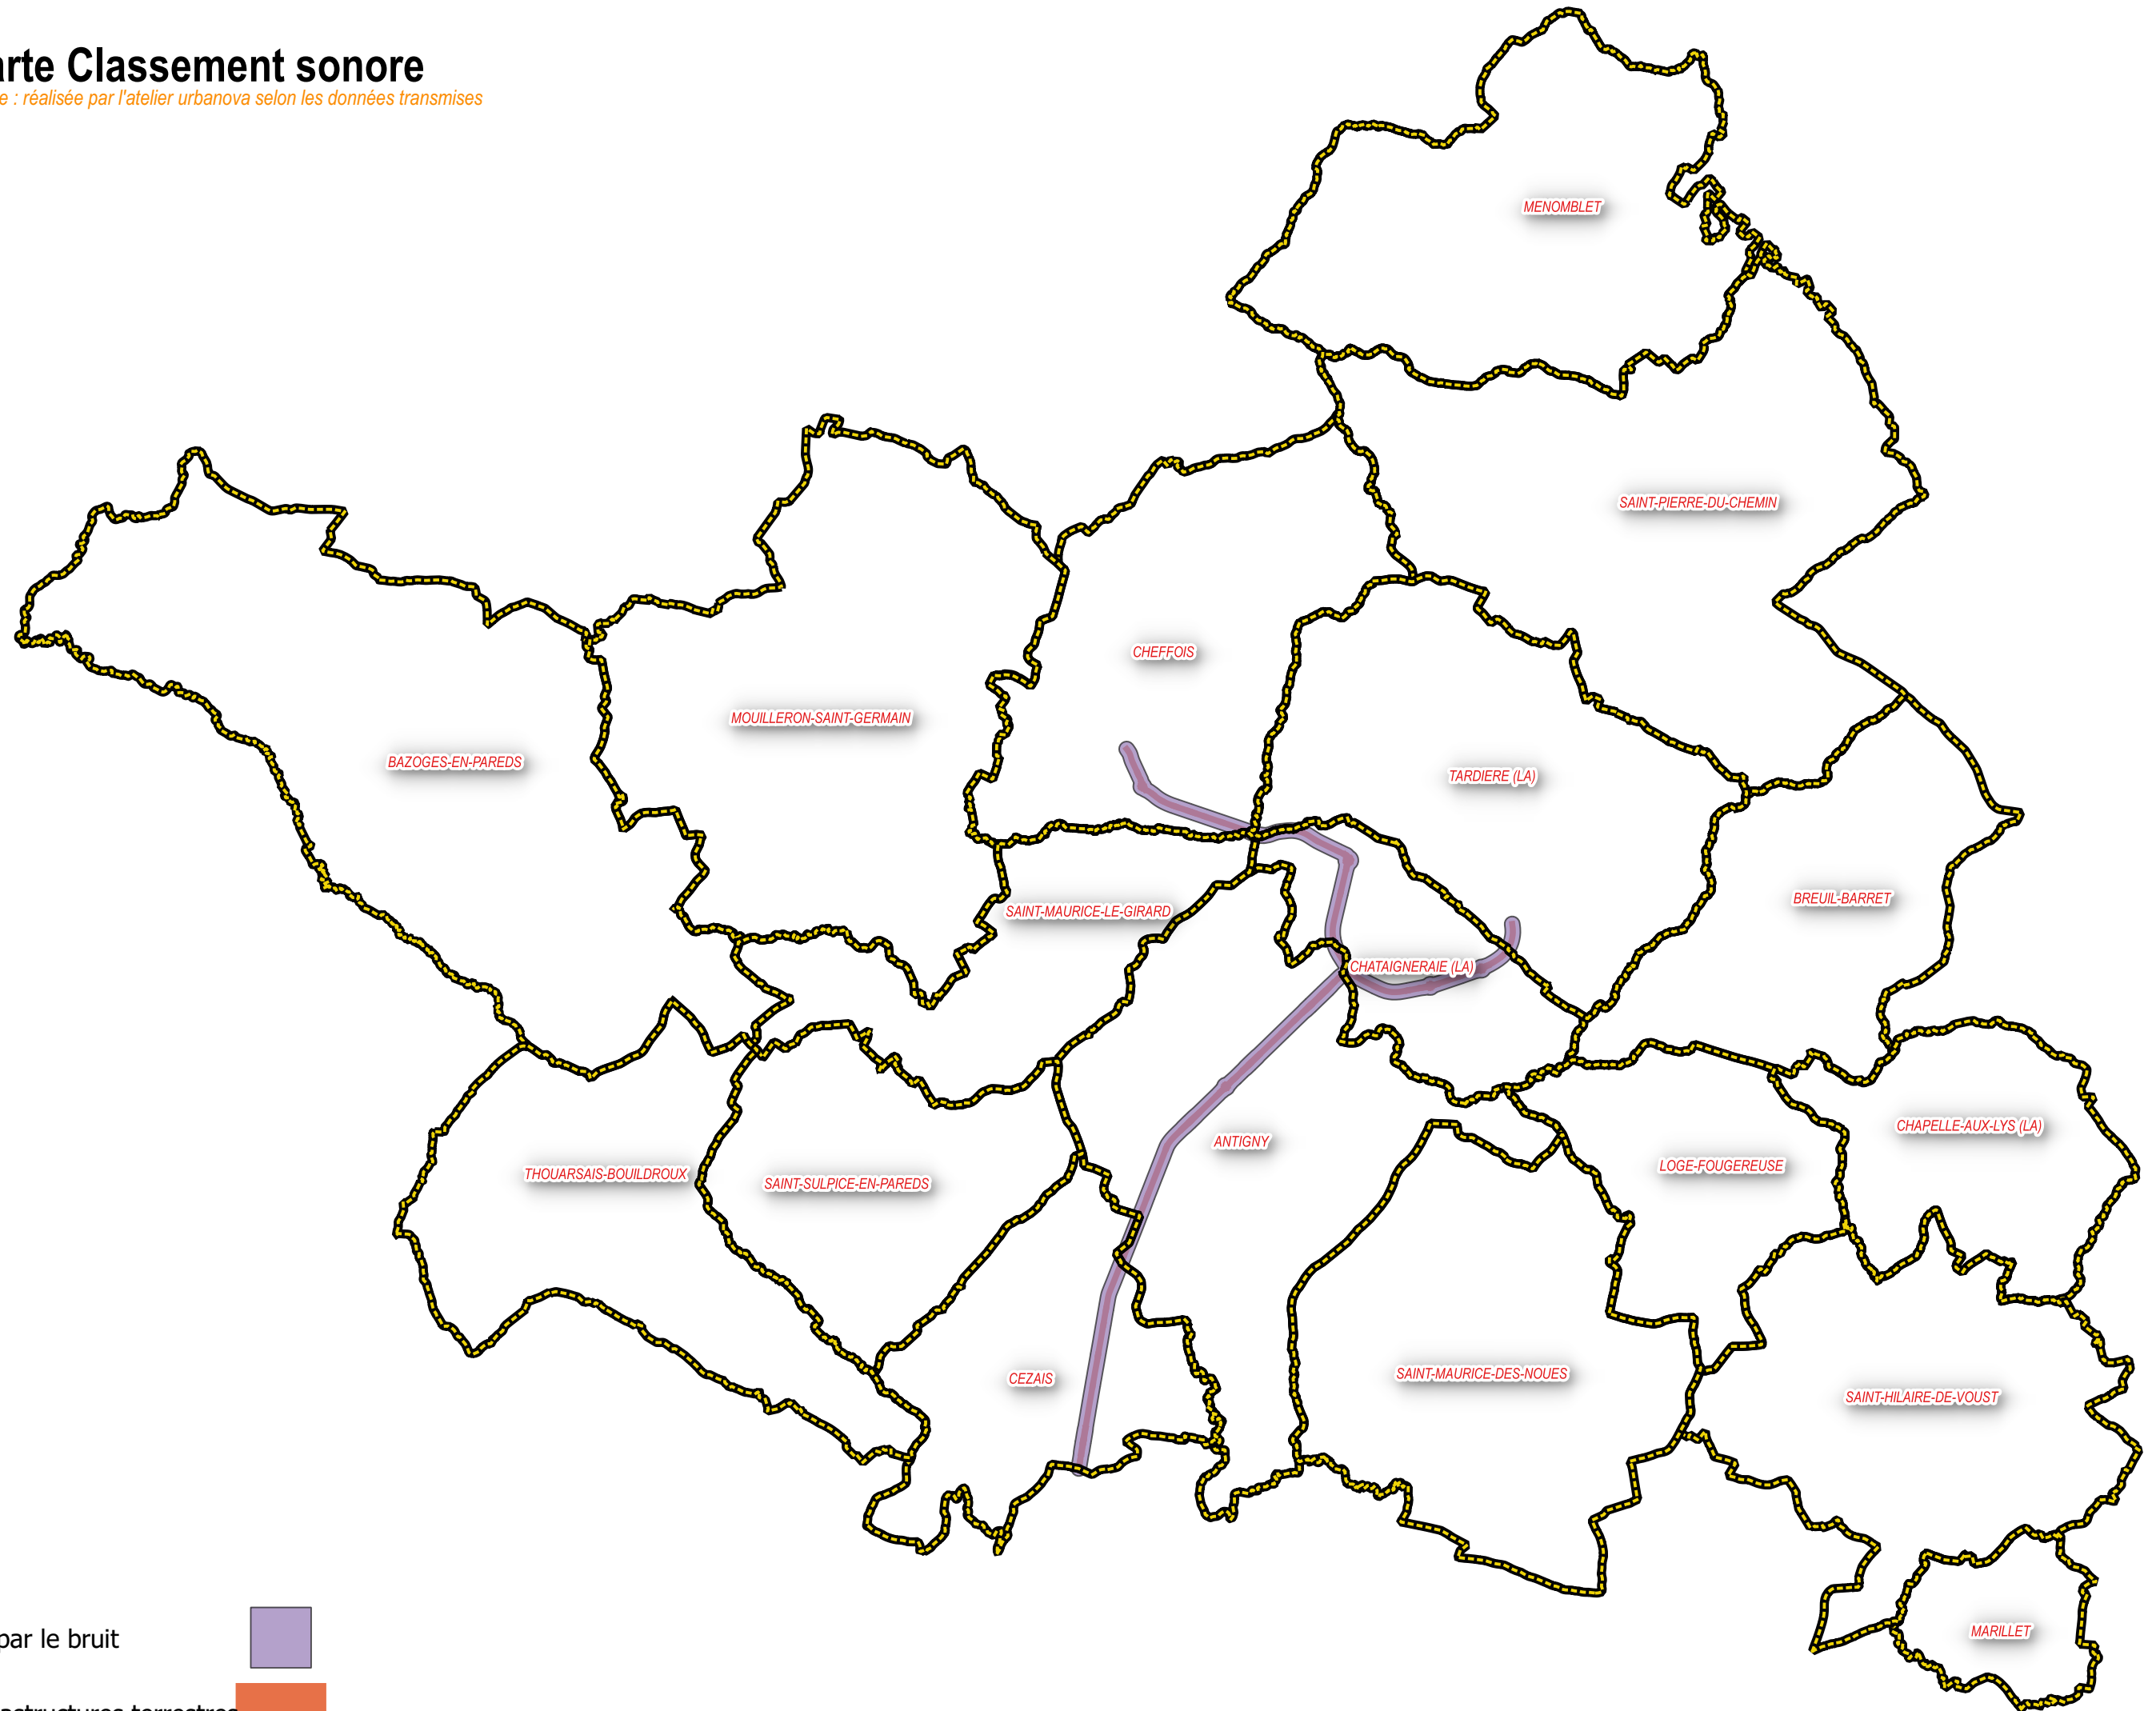 Classement sonore
: réalisée par l'atelier urbanova selon les données transmises
MENOMBLET
SAINT-PIERRE-DU-CHEMIN
CHEFFOIS
MOUILLERON-SAINT-GERMAIN
BAZOGES-EN-PAREDS
TARDIERE (LA)
BREUIL-BARRET
SAINT-MAURICE-LE-GIRARD
CHATAIGNERAIE (LA)
CHAPELLE-AUX-LYS (LA)
ANTIGNY
LOGE-FOUGEREUSE
THOUARSAIS-BOUILDROUX
SAINT-SULPICE-EN-PAREDS
SAINT-MAURICE-DES-NOUES
CEZAIS
SAINT-HILAIRE-DE-VOUST
MARILLET
par le bruit
terrestres